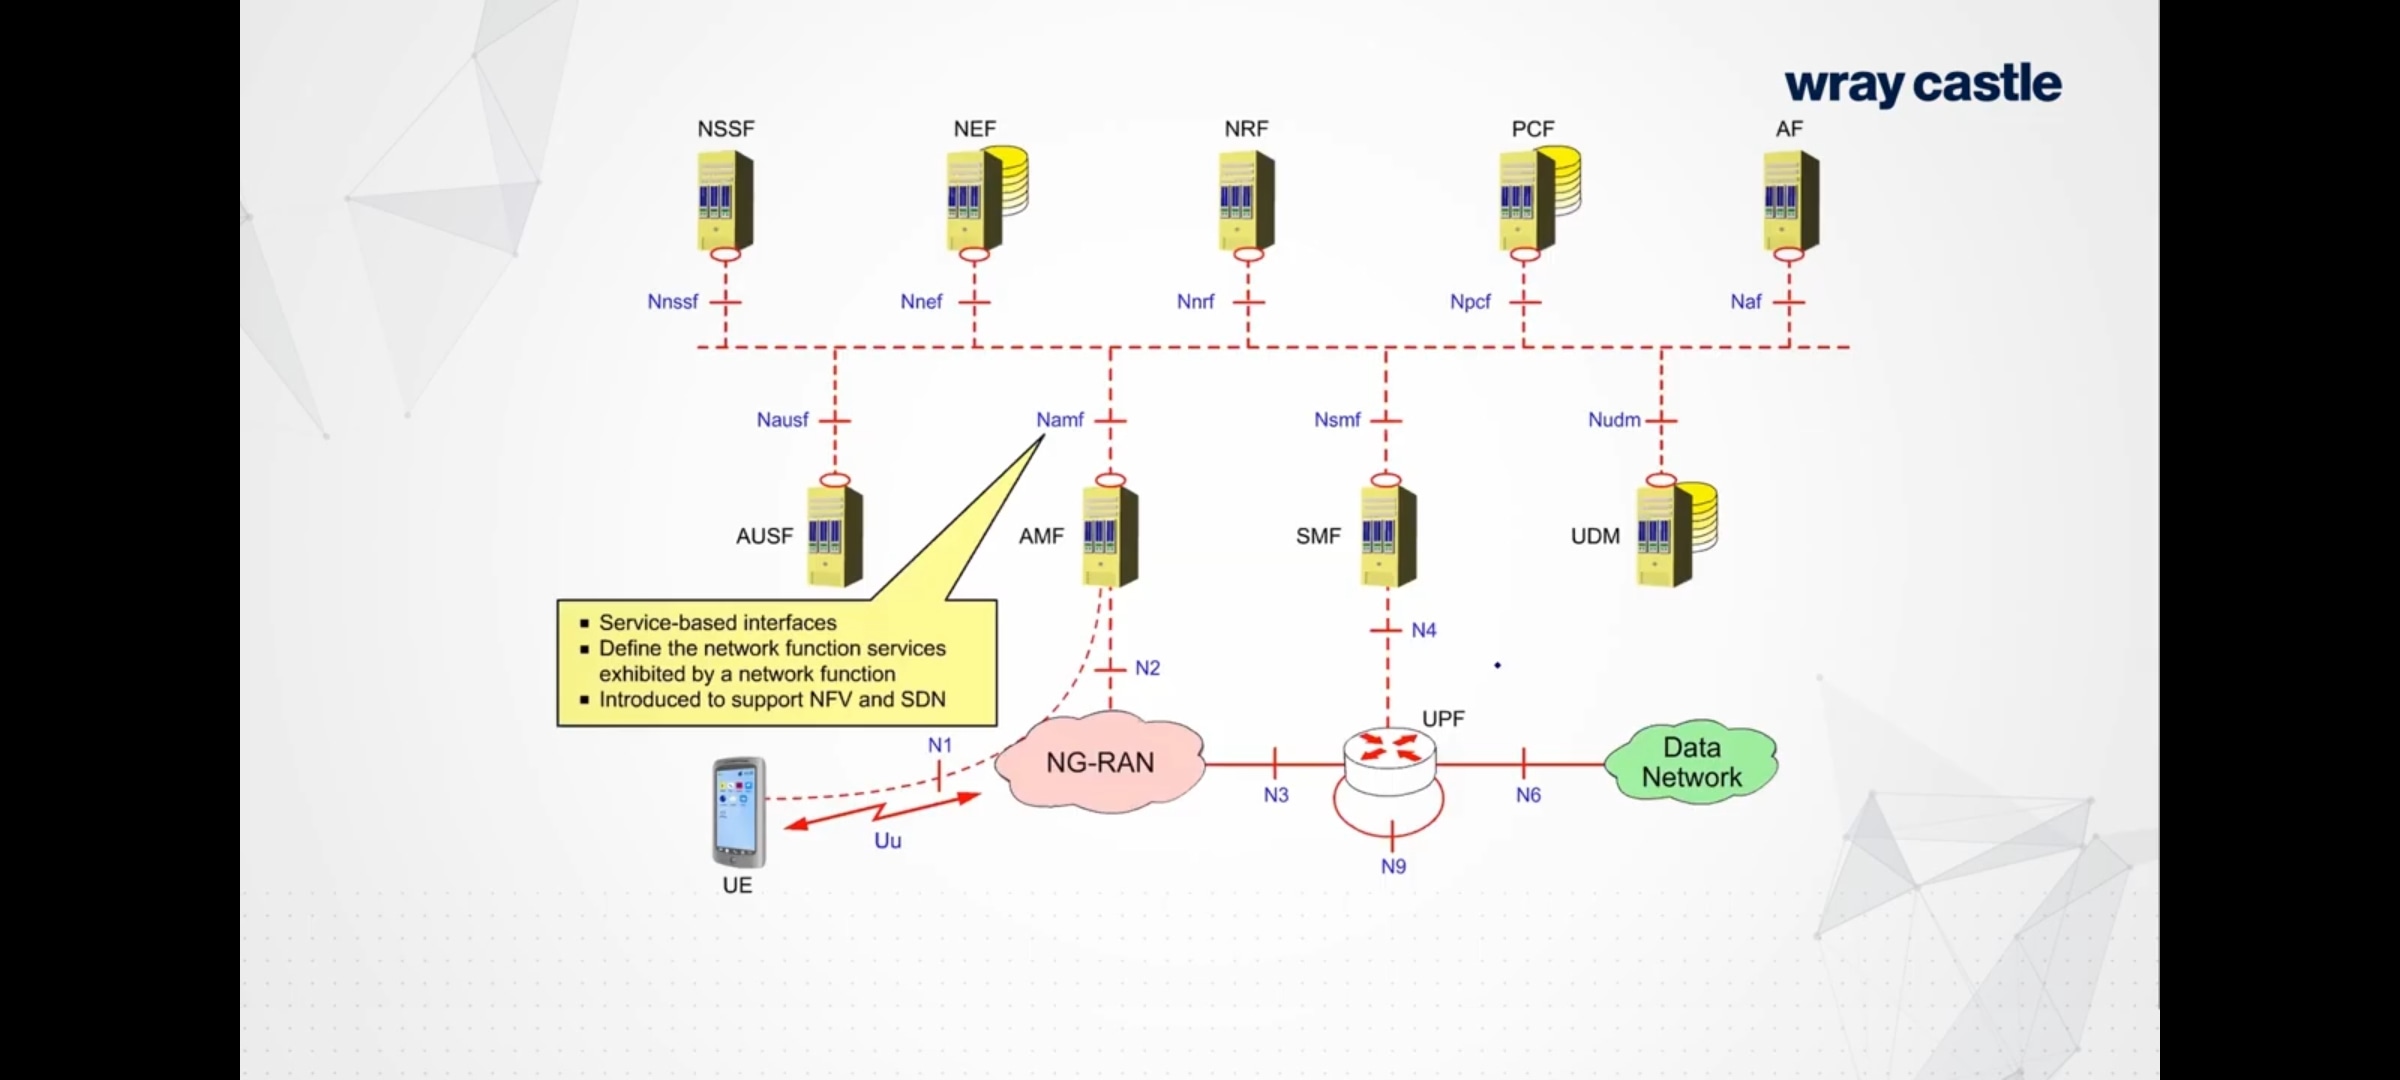 wray castle
NSSF
NEF
NRF
PCF
AF
Nnssf
Nnef
Nnrf
Npcf
Naf
Nausf
Namf
Nsmf
Nudm
AUSF
AMF
SMF
UDM
▪ Service-based interfaces
▪ Define the network function services
exhibited by a network function
▪ Introduced to support NFV and SDN
N4
N2
UPF
N1
NG-RAN
Data
Network
N3
N6
Uu
N9
UE